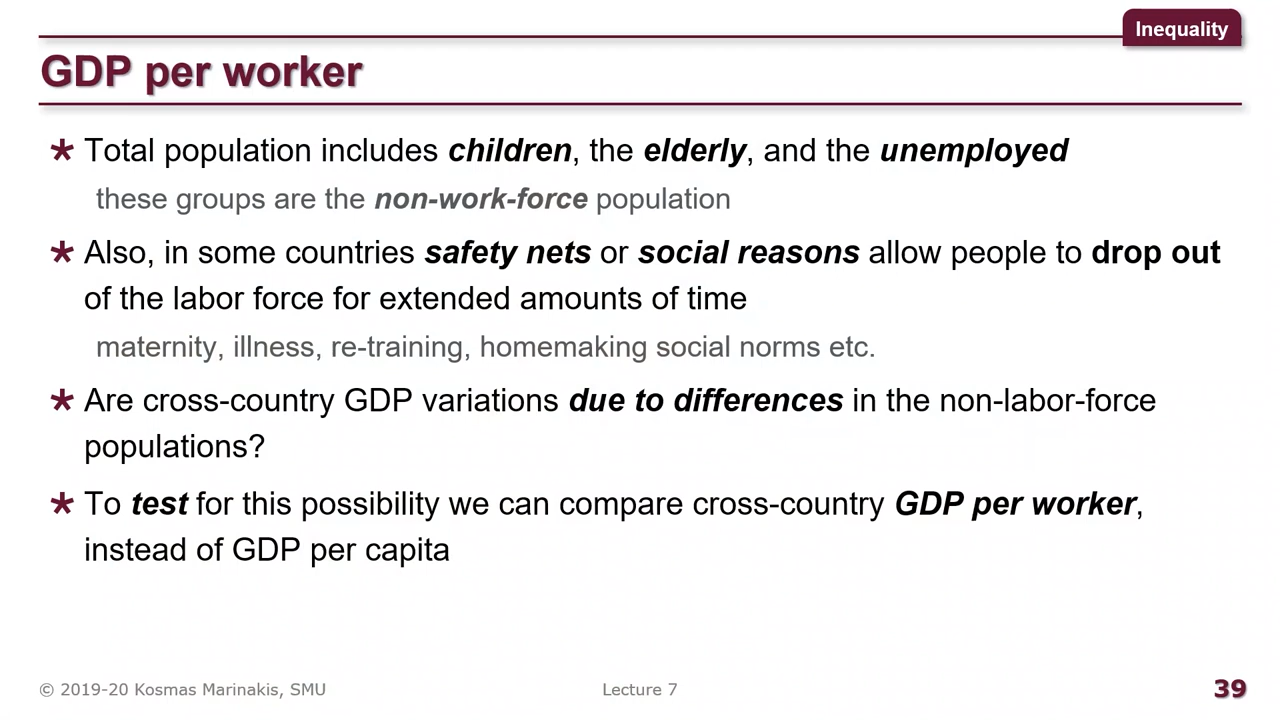 Inequality
GDP per worker
* Total population includes children, the elderly, and the unemployed
these groups are the non-work-force population
* Also, in some countries safety nets or social reasons allow people to drop out
of the labor force for extended amounts of time
maternity, illness, re-training, homemaking social norms etc.
* Are cross-country GDP variations due to differences in the non-labor-force
populations?
* To test for this possibility we can compare cross-country GDP per worker,
instead of GDP per capita
© 2019-20 Kosmas Marinakis, SMU
Lecture 7
39